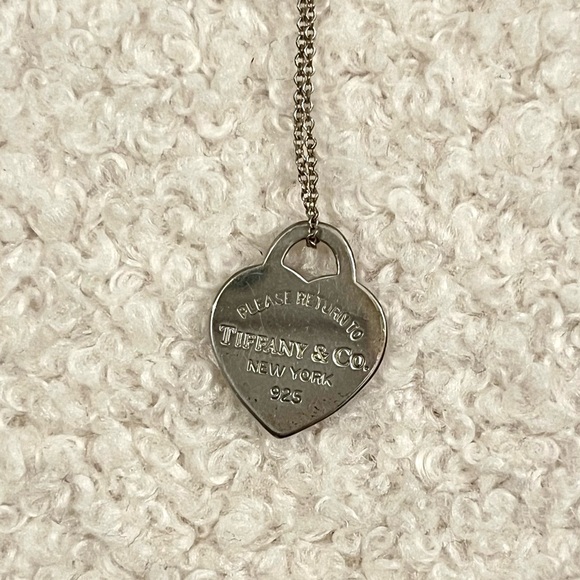 PLEASE RETURN TO
TIFFANY & CO.
NEW YORK
925